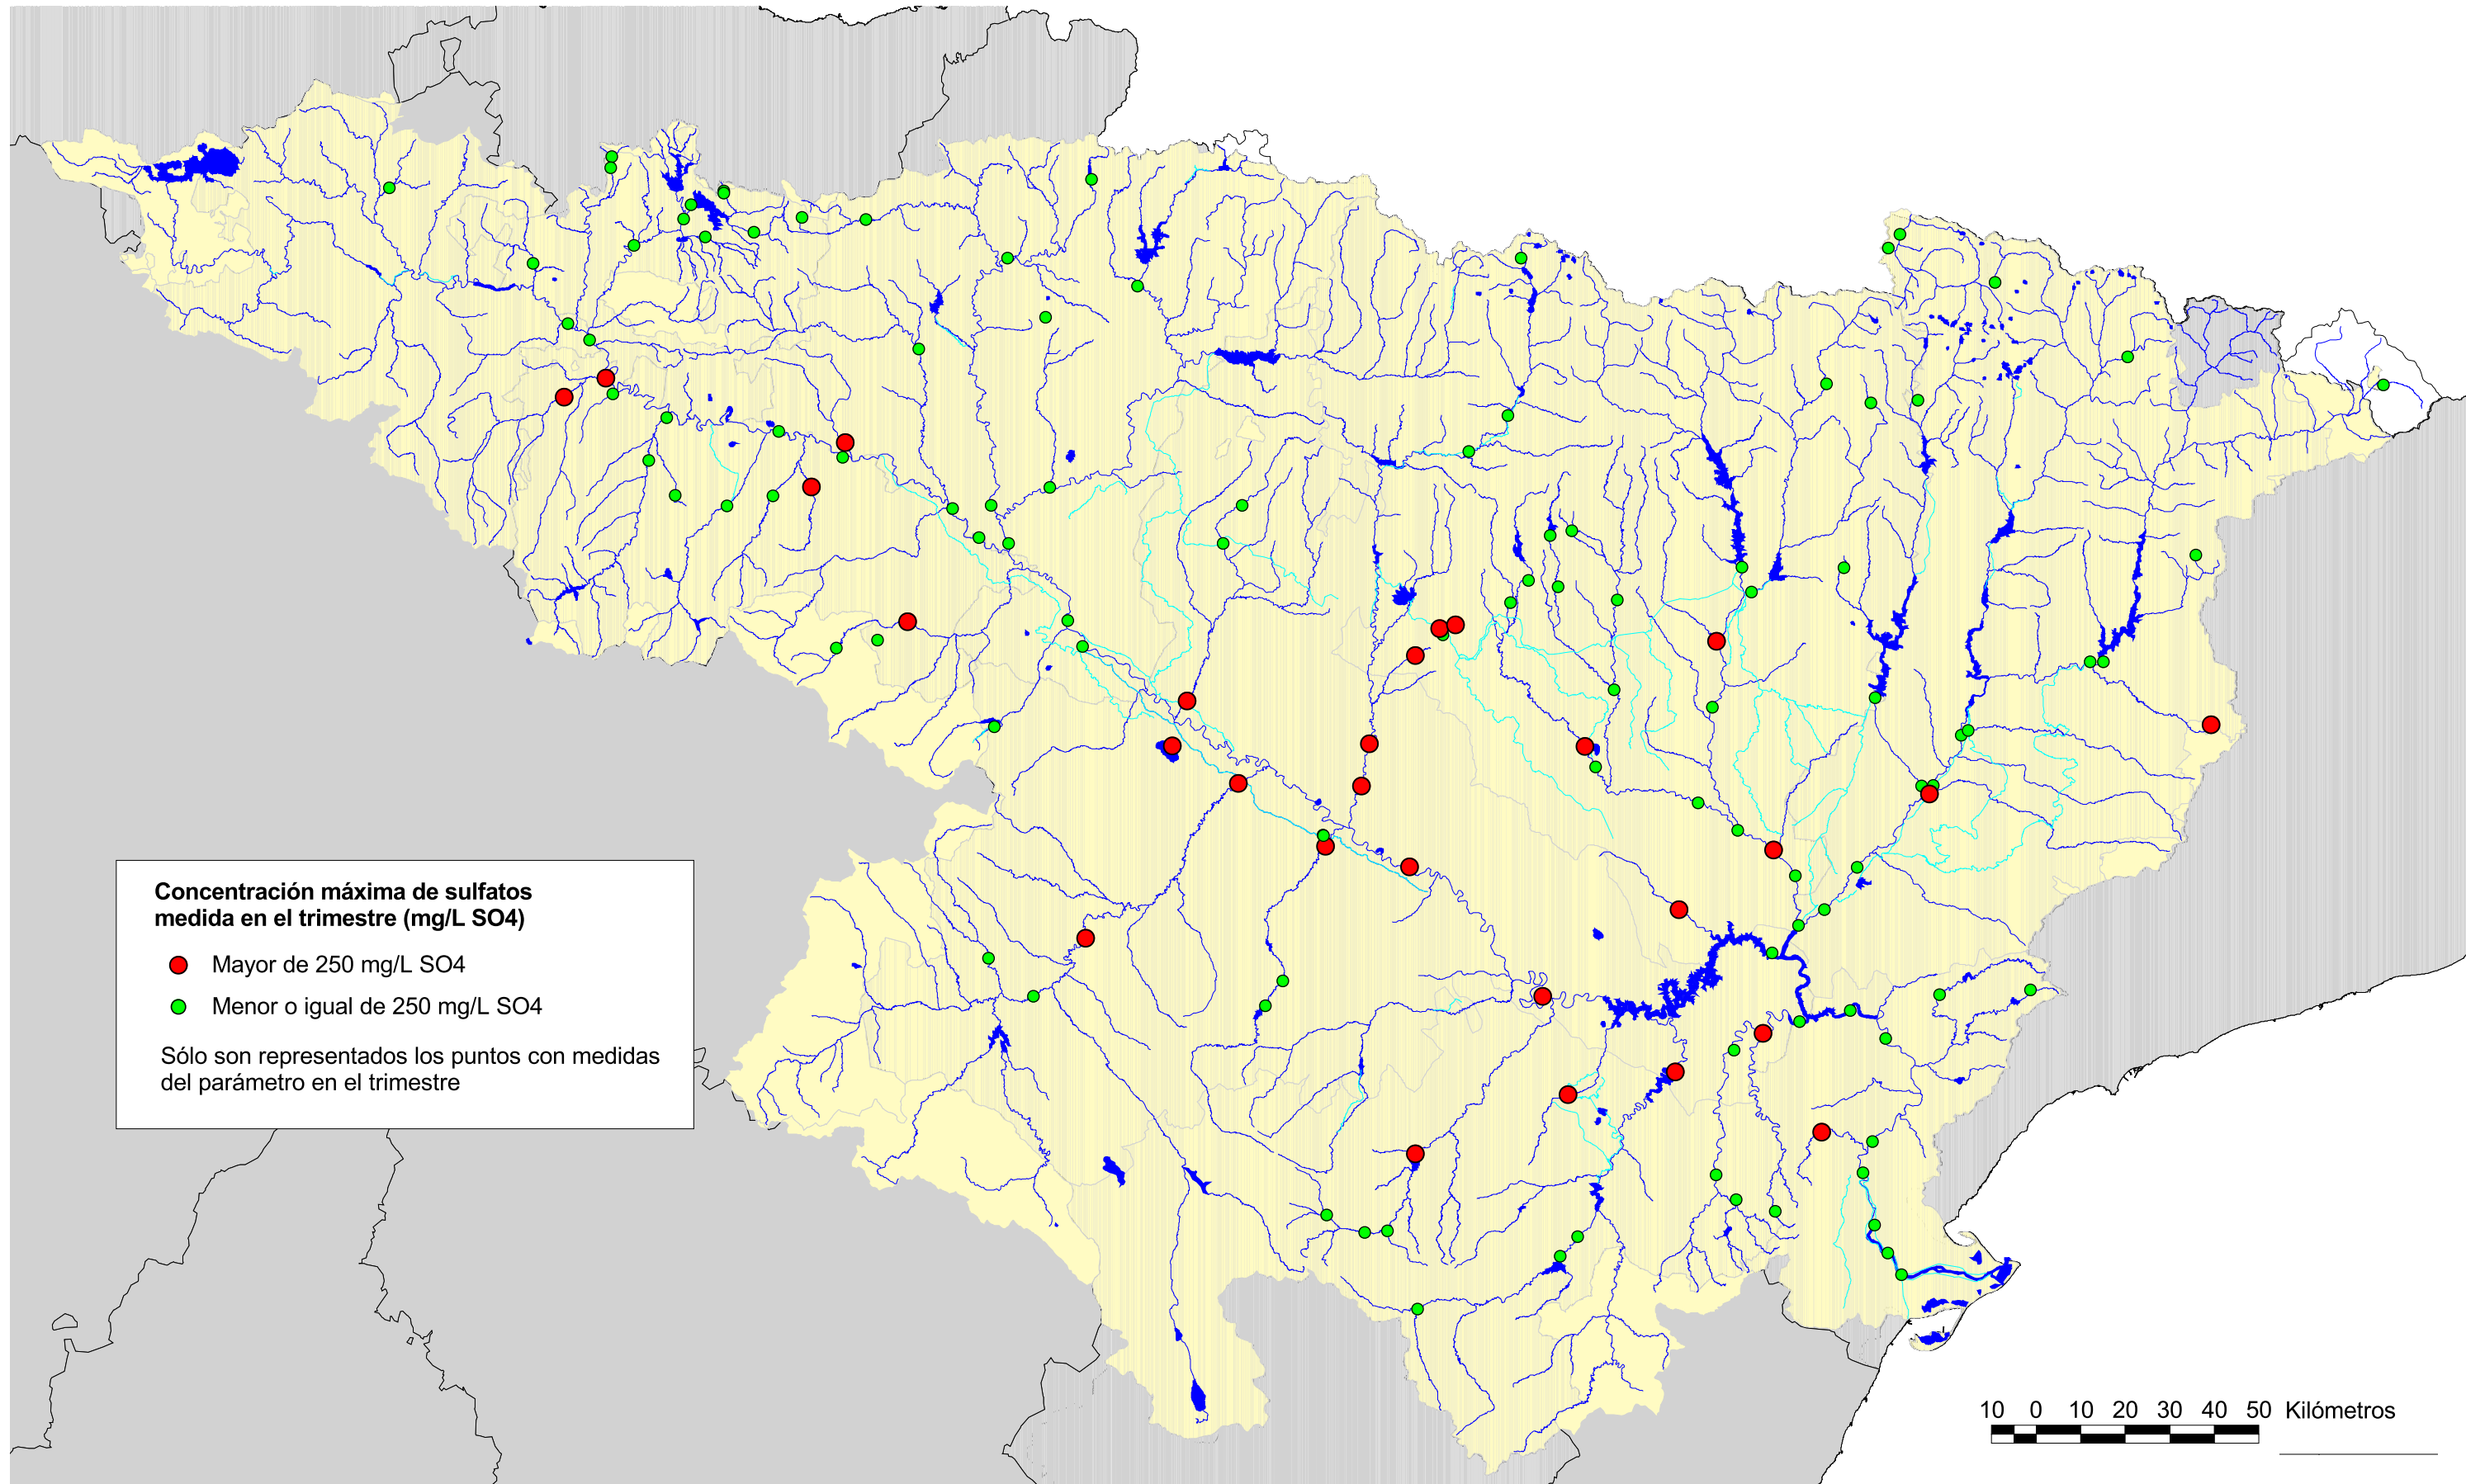 Concentración máxima de sulfatos
medida en el trimestre (mg/L SO4)
Mayor de 250 mg/L SO4
Menor o igual de 250 mg/L SO4
Sólo son representados los puntos con medidas
del parámetro en el trimestre
10 0 10 20 30 40 50 Kilómetros